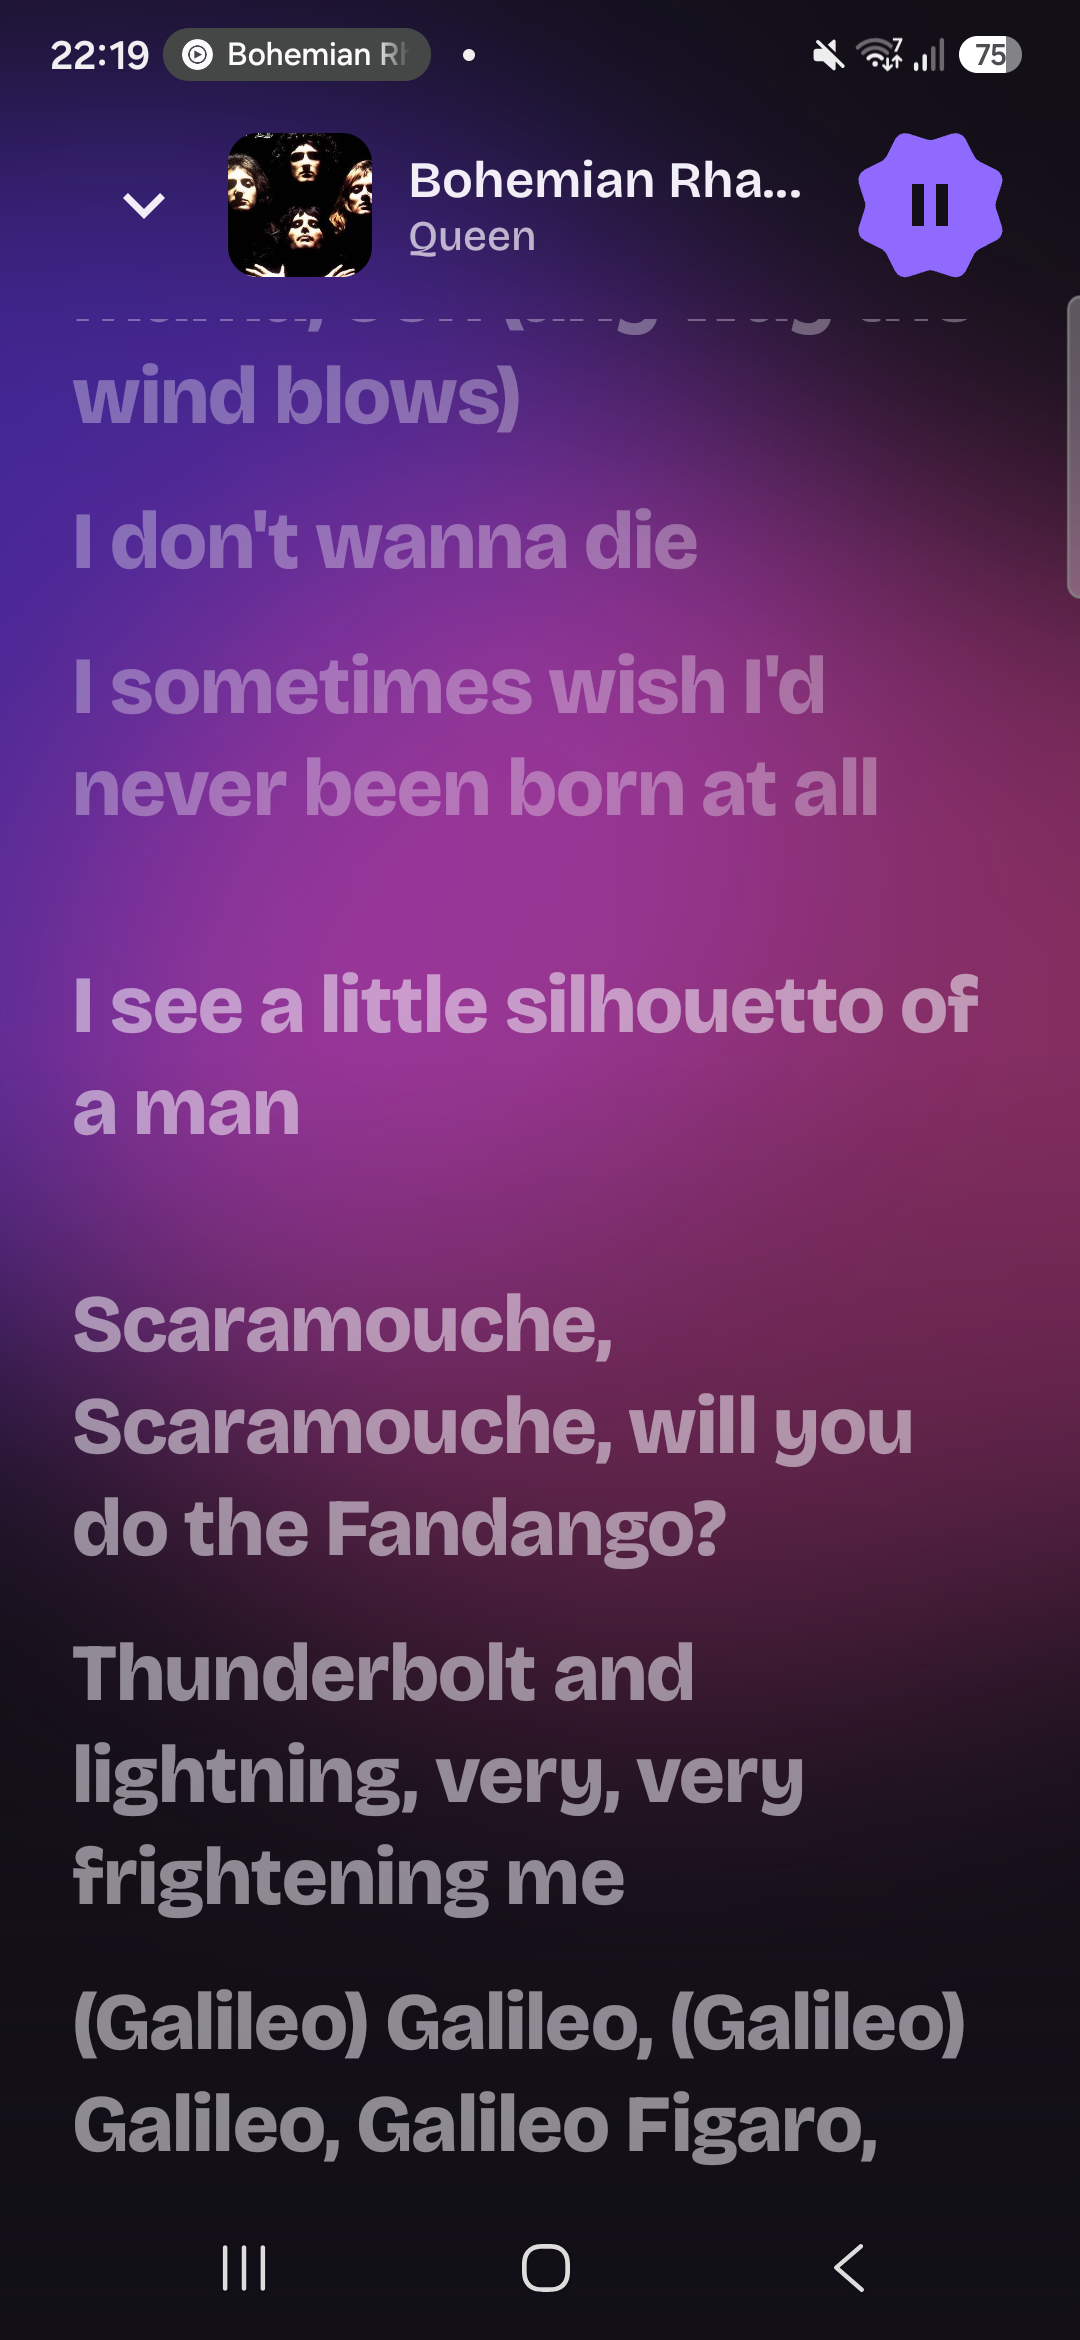 22:19
Bohemian Rh
7
75
Bohemian Rha...
Queen
wind blows)
I don't wanna die
I sometimes wish I'd
never been born at all
I see a little silhouetto of
a man
Scaramouche,
Scaramouche, will you
do the Fandango?
Thunderbolt and
lightning, very, very
frightening me
(Galileo) Galileo, (Galileo)
Galileo, Galileo Figaro,